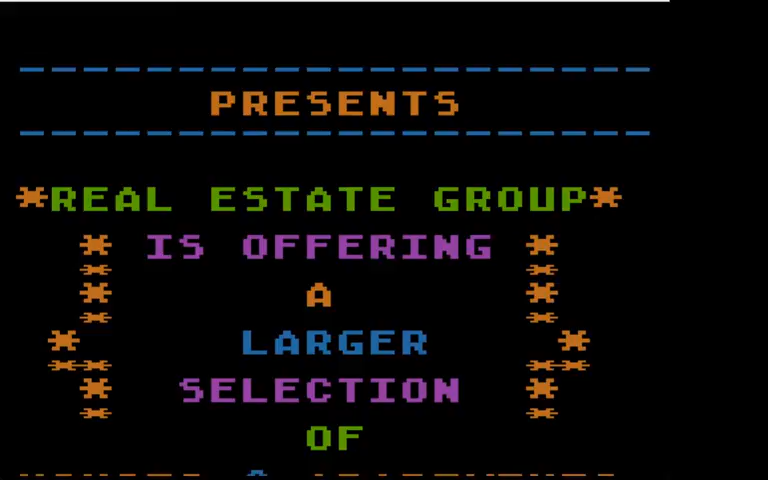 PRESENTS
*REAL ESTATE GROUP*
* IS OFFERING *
* A *
* LARGER *
* SELECTION *
OF